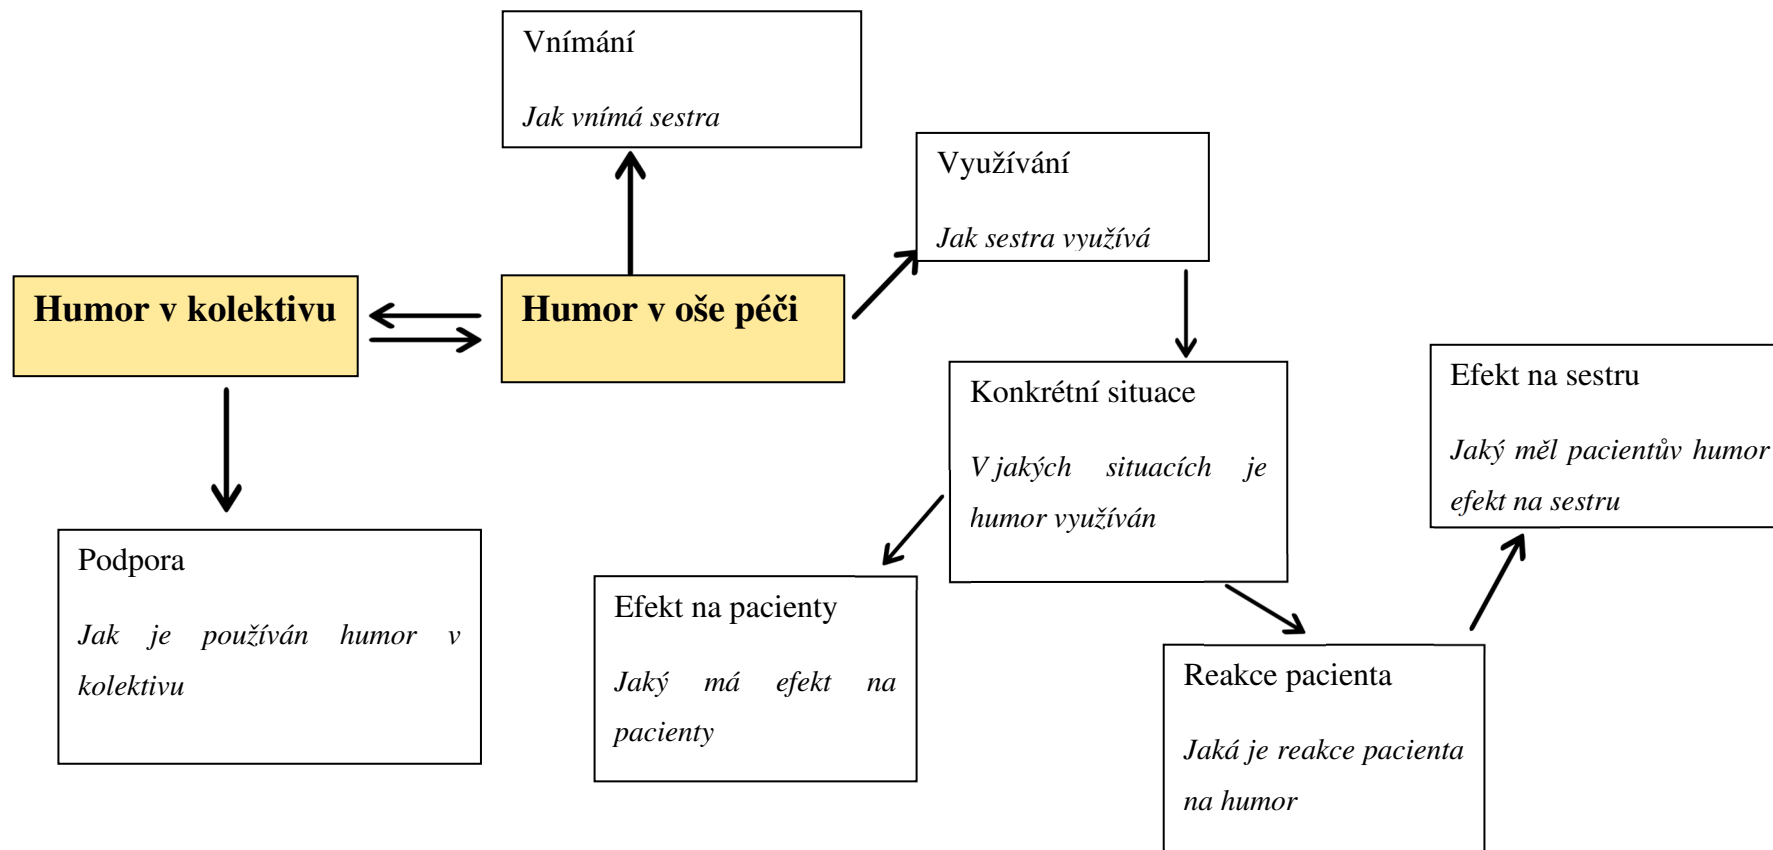 Vnímání
Jak vnímá sestra
Využívání
Jak sestra využívá
Humor v kolektivu
Humor v oše péči
Konkrétní situace
V jakých situacích je
humor využíván
Efekt na sestru
Jaký měl pacientův humor
efekt na sestru
Podpora
Jak je používán humor v
kolektivu
Efekt na pacienty
Jaký má efekt na
pacienty
Reakce pacienta
Jaká je reakce pacienta
na humor